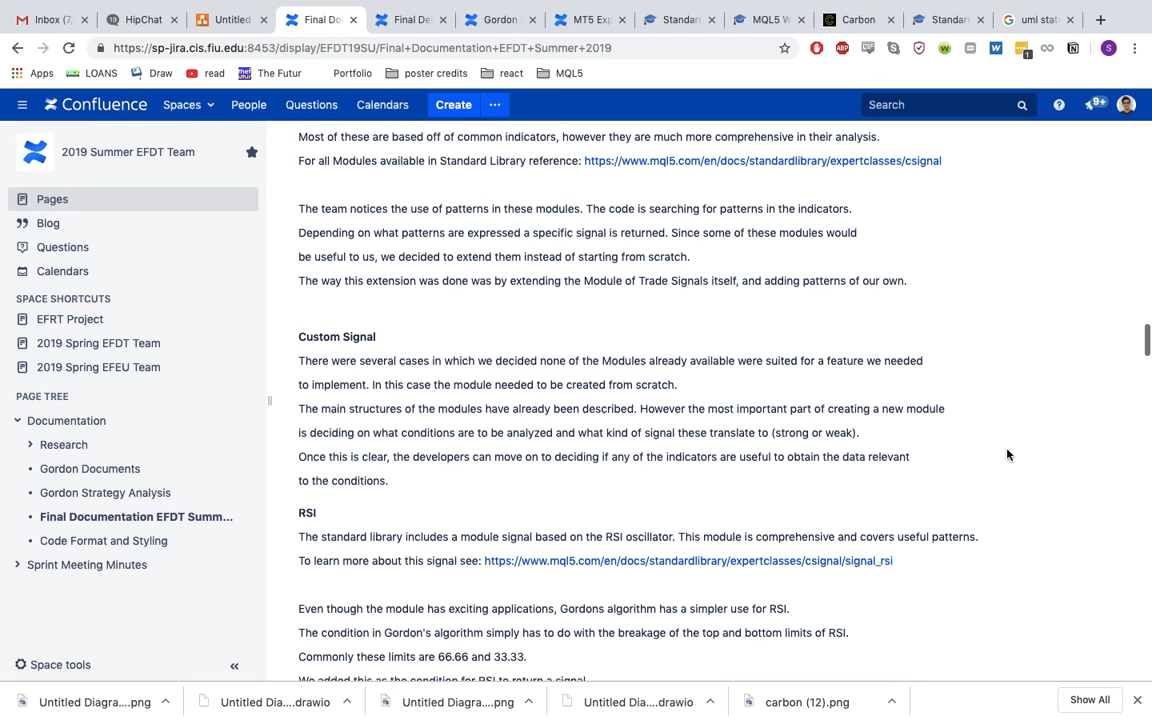 Inbox (7,
HipChat
Untitled
Final Do
Final De
Gordon
MT5 Exp
Standard
MQL5 W
Carbon
Standard
uml stat
https://sp-jira.cis.fiu.edu:8453/display/EFDT19SU/Final+Documentation+EFDT+Summer+2019
Apps LOANS Draw read The Futur Portfolio poster credits react MQL5
Confluence Spaces People Questions Calendars Create ... Search 9+
2019 Summer EFDT Team
Pages
Blog
Questions
Calendars
SPACE SHORTCUTS
EFRT Project
2019 Spring EFDT Team
2019 Spring EFEU Team
PAGE TREE
Documentation
Research
Gordon Documents
Gordon Strategy Analysis
Final Documentation EFDT Summ...
Code Format and Styling
Sprint Meeting Minutes
Space tools
Most of these are based off of common indicators, however they are much more comprehensive in their analysis.
For all Modules available in Standard Library reference: https://www.mql5.com/en/docs/standardlibrary/expertclasses/csignal
The team notices the use of patterns in these modules. The code is searching for patterns in the indicators.
Depending on what patterns are expressed a specific signal is returned. Since some of these modules would
be useful to us, we decided to extend them instead of starting from scratch.
The way this extension was done was by extending the Module of Trade Signals itself, and adding patterns of our own.
Custom Signal
There were several cases in which we decided none of the Modules already available were suited for a feature we needed
to implement. In this case the module needed to be created from scratch.
The main structures of the modules have already been described. However the most important part of creating a new module
is deciding on what conditions are to be analyzed and what kind of signal these translate to (strong or weak).
Once this is clear, the developers can move on to deciding if any of the indicators are useful to obtain the data relevant
to the conditions.
RSI
The standard library includes a module signal based on the RSI oscillator. This module is comprehensive and covers useful patterns.
To learn more about this signal see: https://www.mql5.com/en/docs/standardlibrary/expertclasses/csignal/signal_rsi
Even though the module has exciting applications, Gordons algorithm has a simpler use for RSI.
The condition in Gordon's algorithm simply has to do with the breakage of the top and bottom limits of RSI.
Commonly these limits are 66.66 and 33.33.
We added this as the condition for RSI to return a signal
Untitled Diagra....png
Untitled Dia....drawio
Untitled Diagra....png
Untitled Dia....drawio
carbon (12).png
Show All